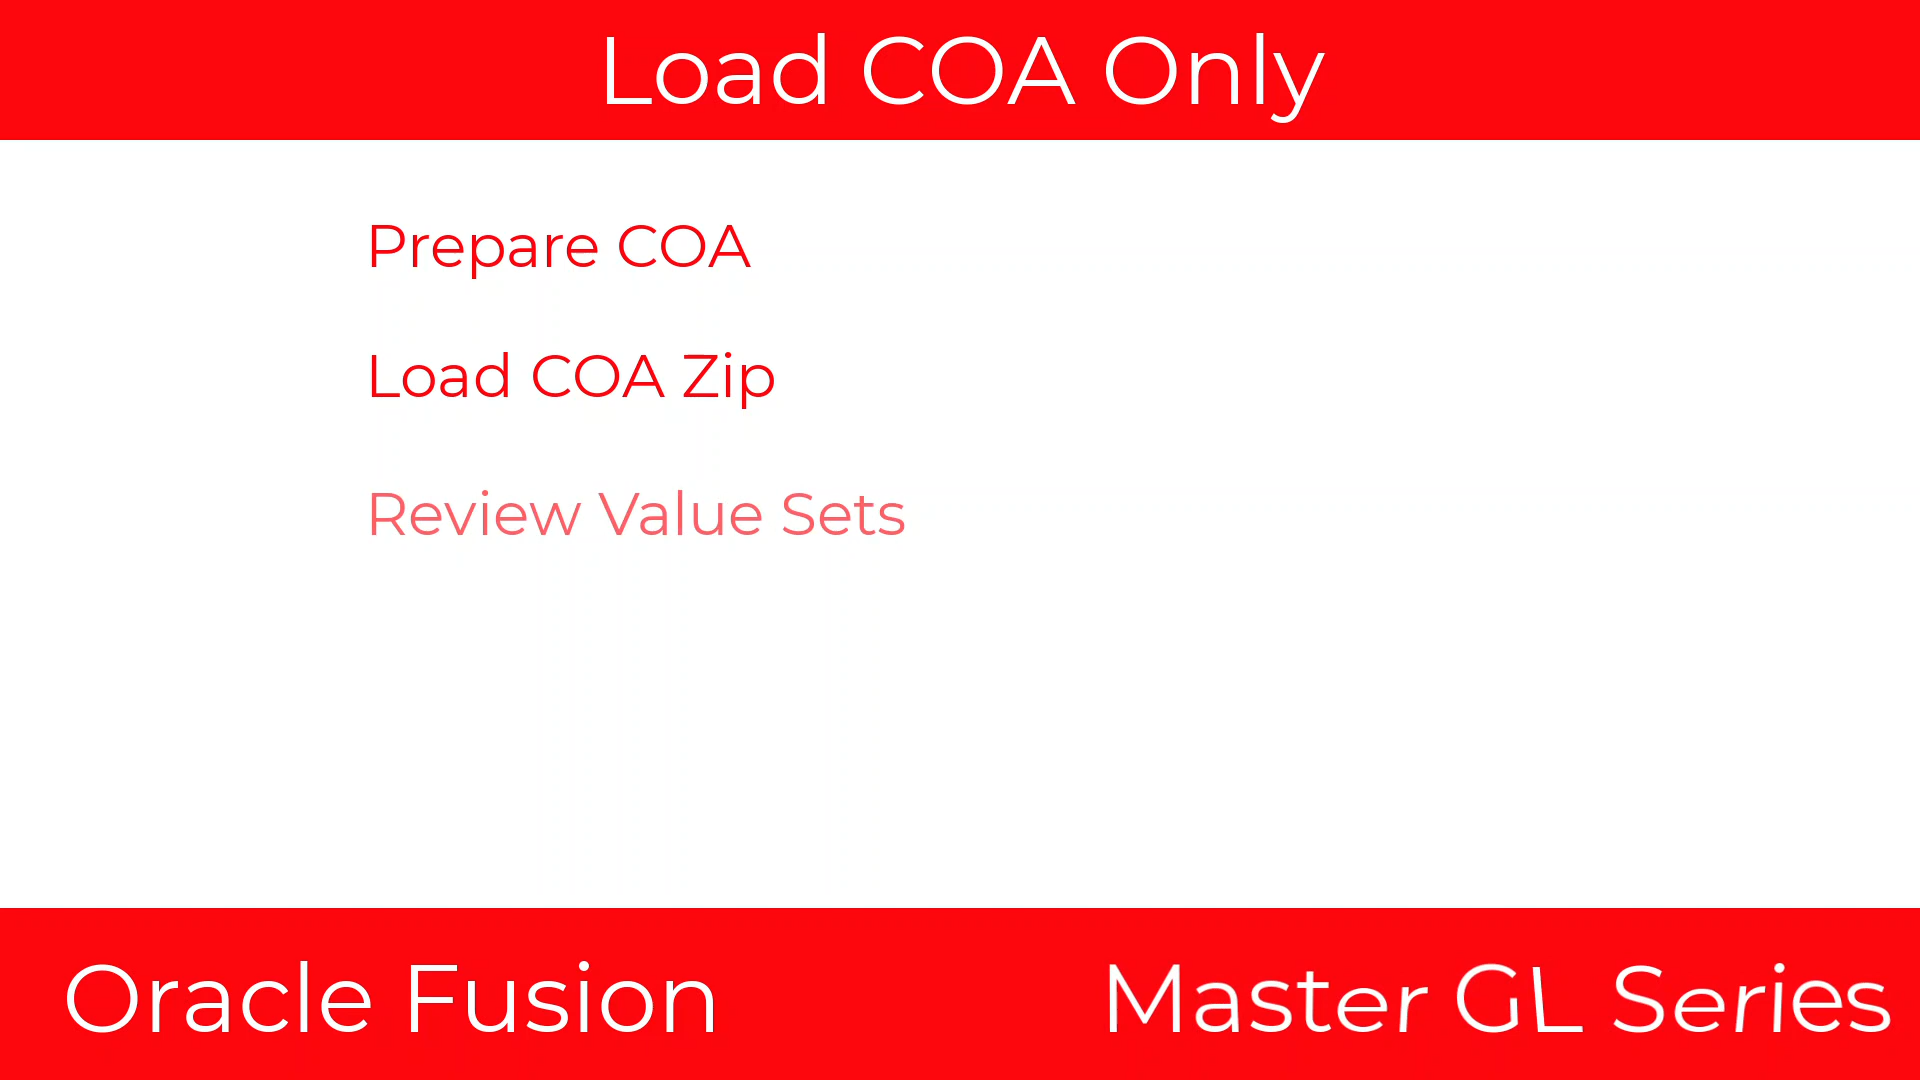 Load COA Only
Prepare COA
Load COA Zip
Review Value Sets
Oracle Fusion
Master GL Series